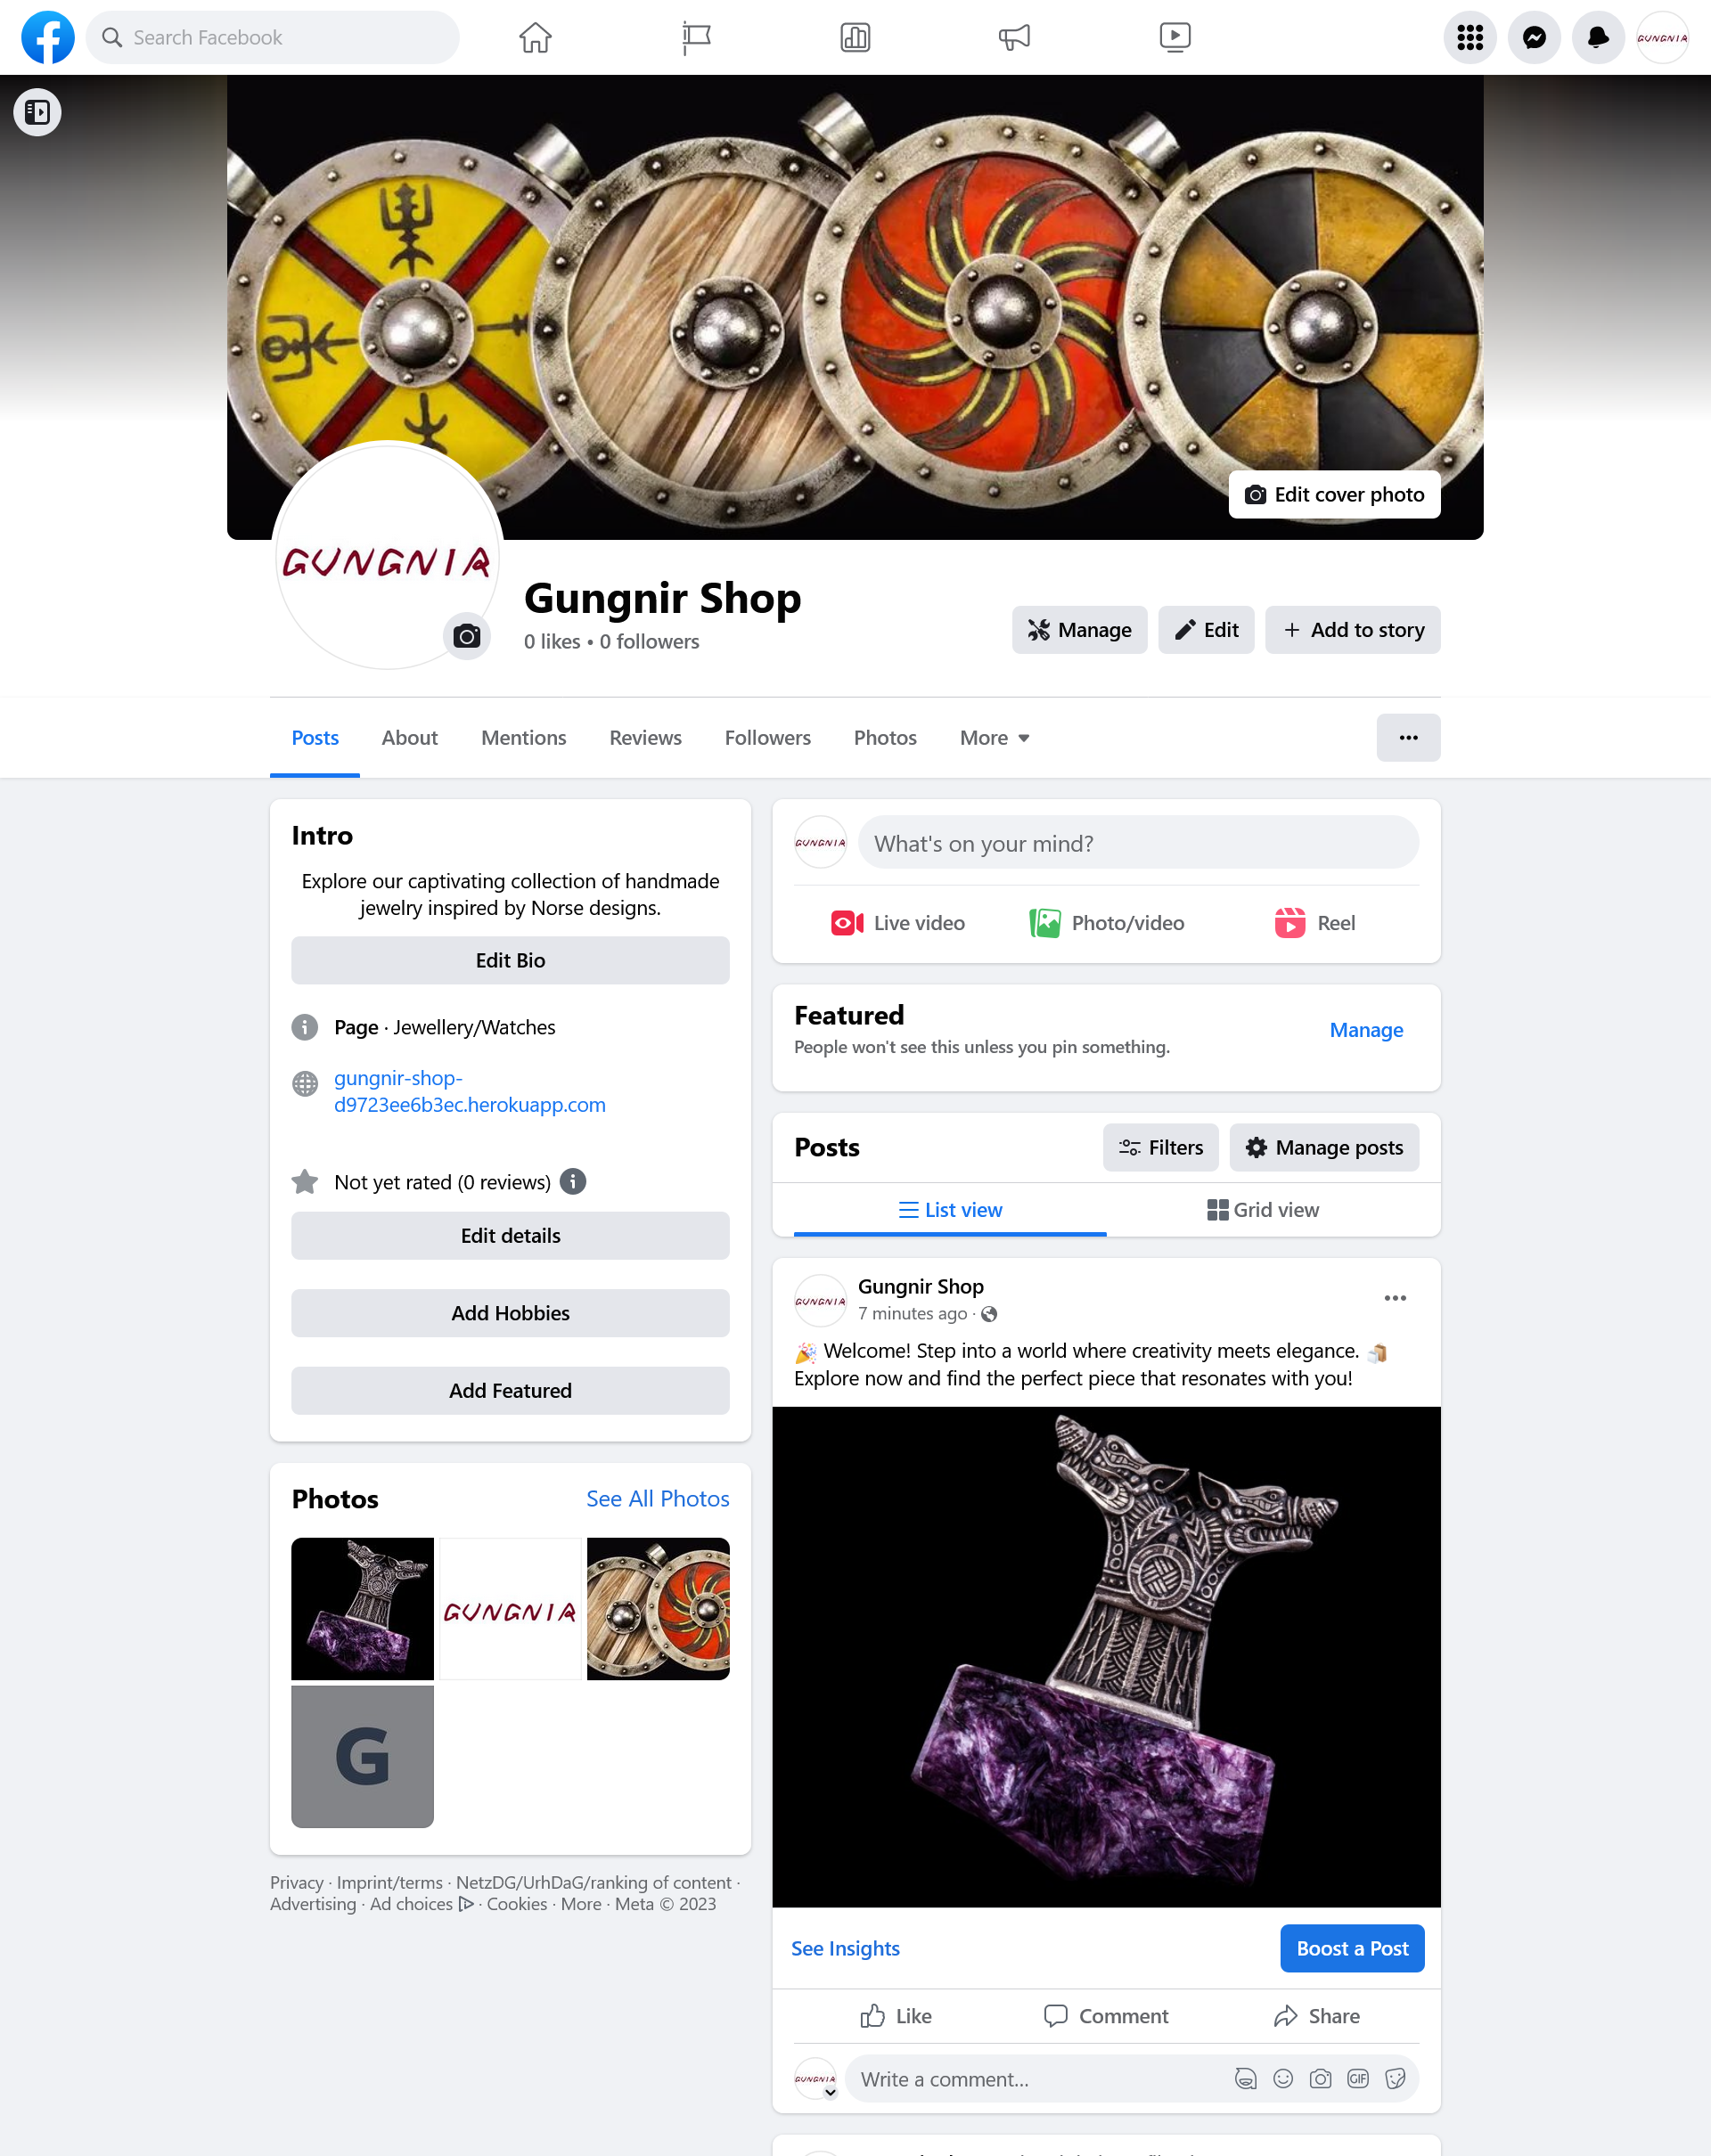 Search Facebook
GUNGNIR
Edit cover photo
GUNGNIR
Gungnir Shop
0 likes • 0 followers
Manage
Edit
+ Add to story
Posts
About
Mentions
Reviews
Followers
Photos
More
Intro
Explore our captivating collection of handmade
jewelry inspired by Norse designs.
Edit Bio
Page · Jewellery/Watches
gungnir-shop-
d9723ee6b3ec.herokuapp.com
Not yet rated (0 reviews)
Edit details
Add Hobbies
Add Featured
Photos
See All Photos
GUNGNIR
G
Privacy · Imprint/terms · NetzDG/UrhDaG/ranking of content ·
Advertising · Ad choices · Cookies · More · Meta © 2023
GUNGNIR
What's on your mind?
Live video
Photo/video
Reel
Featured
People won't see this unless you pin something.
Manage
Posts
Filters
Manage posts
List view
Grid view
GUNGNIR
Gungnir Shop
7 minutes ago ·
🎉 Welcome! Step into a world where creativity meets elegance. 📦
Explore now and find the perfect piece that resonates with you!
See Insights
Boost a Post
Like
Comment
Share
GUNGNIR
Write a comment...
GIF